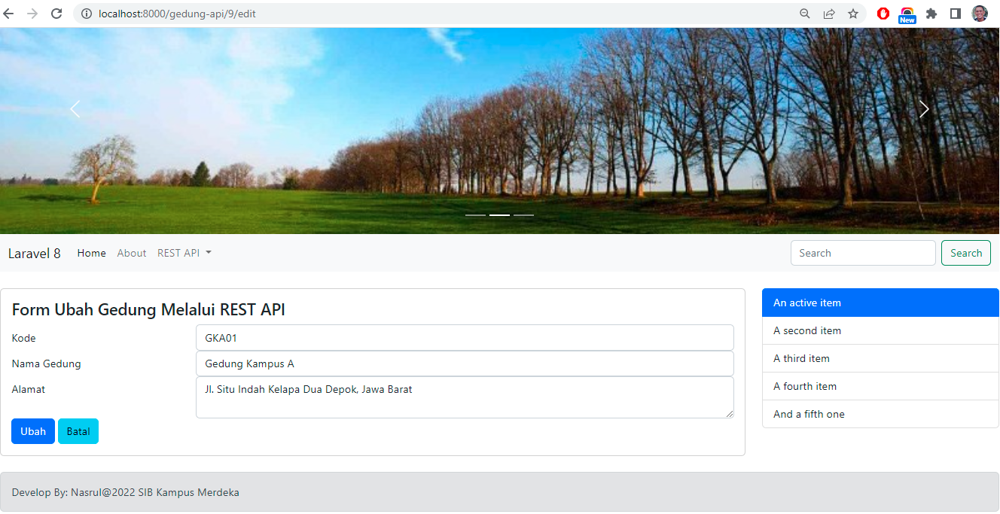 localhost:8000/gedung-api/9/edit
New
Laravel 8 Home About REST API Search Search
Form Ubah Gedung Melalui REST API
Kode GKA01
Nama Gedung Gedung Kampus A
Alamat Jl. Situ Indah Kelapa Dua Depok, Jawa Barat
Ubah Batal
An active item
A second item
A third item
A fourth item
And a fifth one
Develop By: Nasrul@2022 SIB Kampus Merdeka